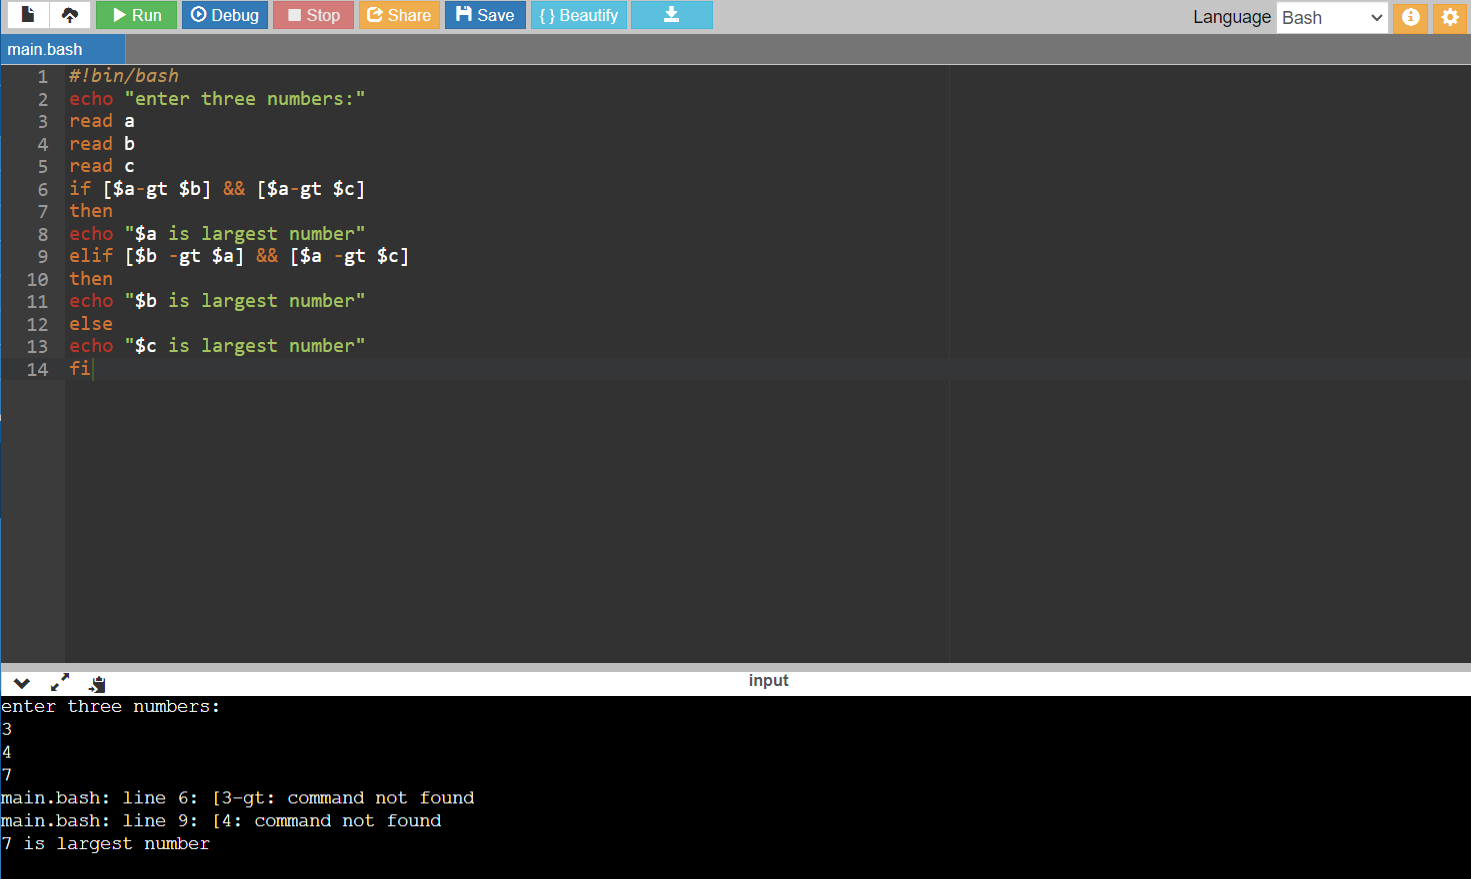 Run Debug Stop Share Save { } Beautify Language Bash
main.bash
1 #!bin/bash
2 echo "enter three numbers:"
3 read a
4 read b
5 read c
6 if [$a-gt $b] && [$a-gt $c]
7 then
8 echo "$a is largest number"
9 elif [$b -gt $a] && [$a -gt $c]
10 then
11 echo "$b is largest number"
12 else
13 echo "$c is largest number"
14 fi
input
enter three numbers:
3
4
7
main.bash: line 6: [3-gt: command not found
main.bash: line 9: [4: command not found
7 is largest number